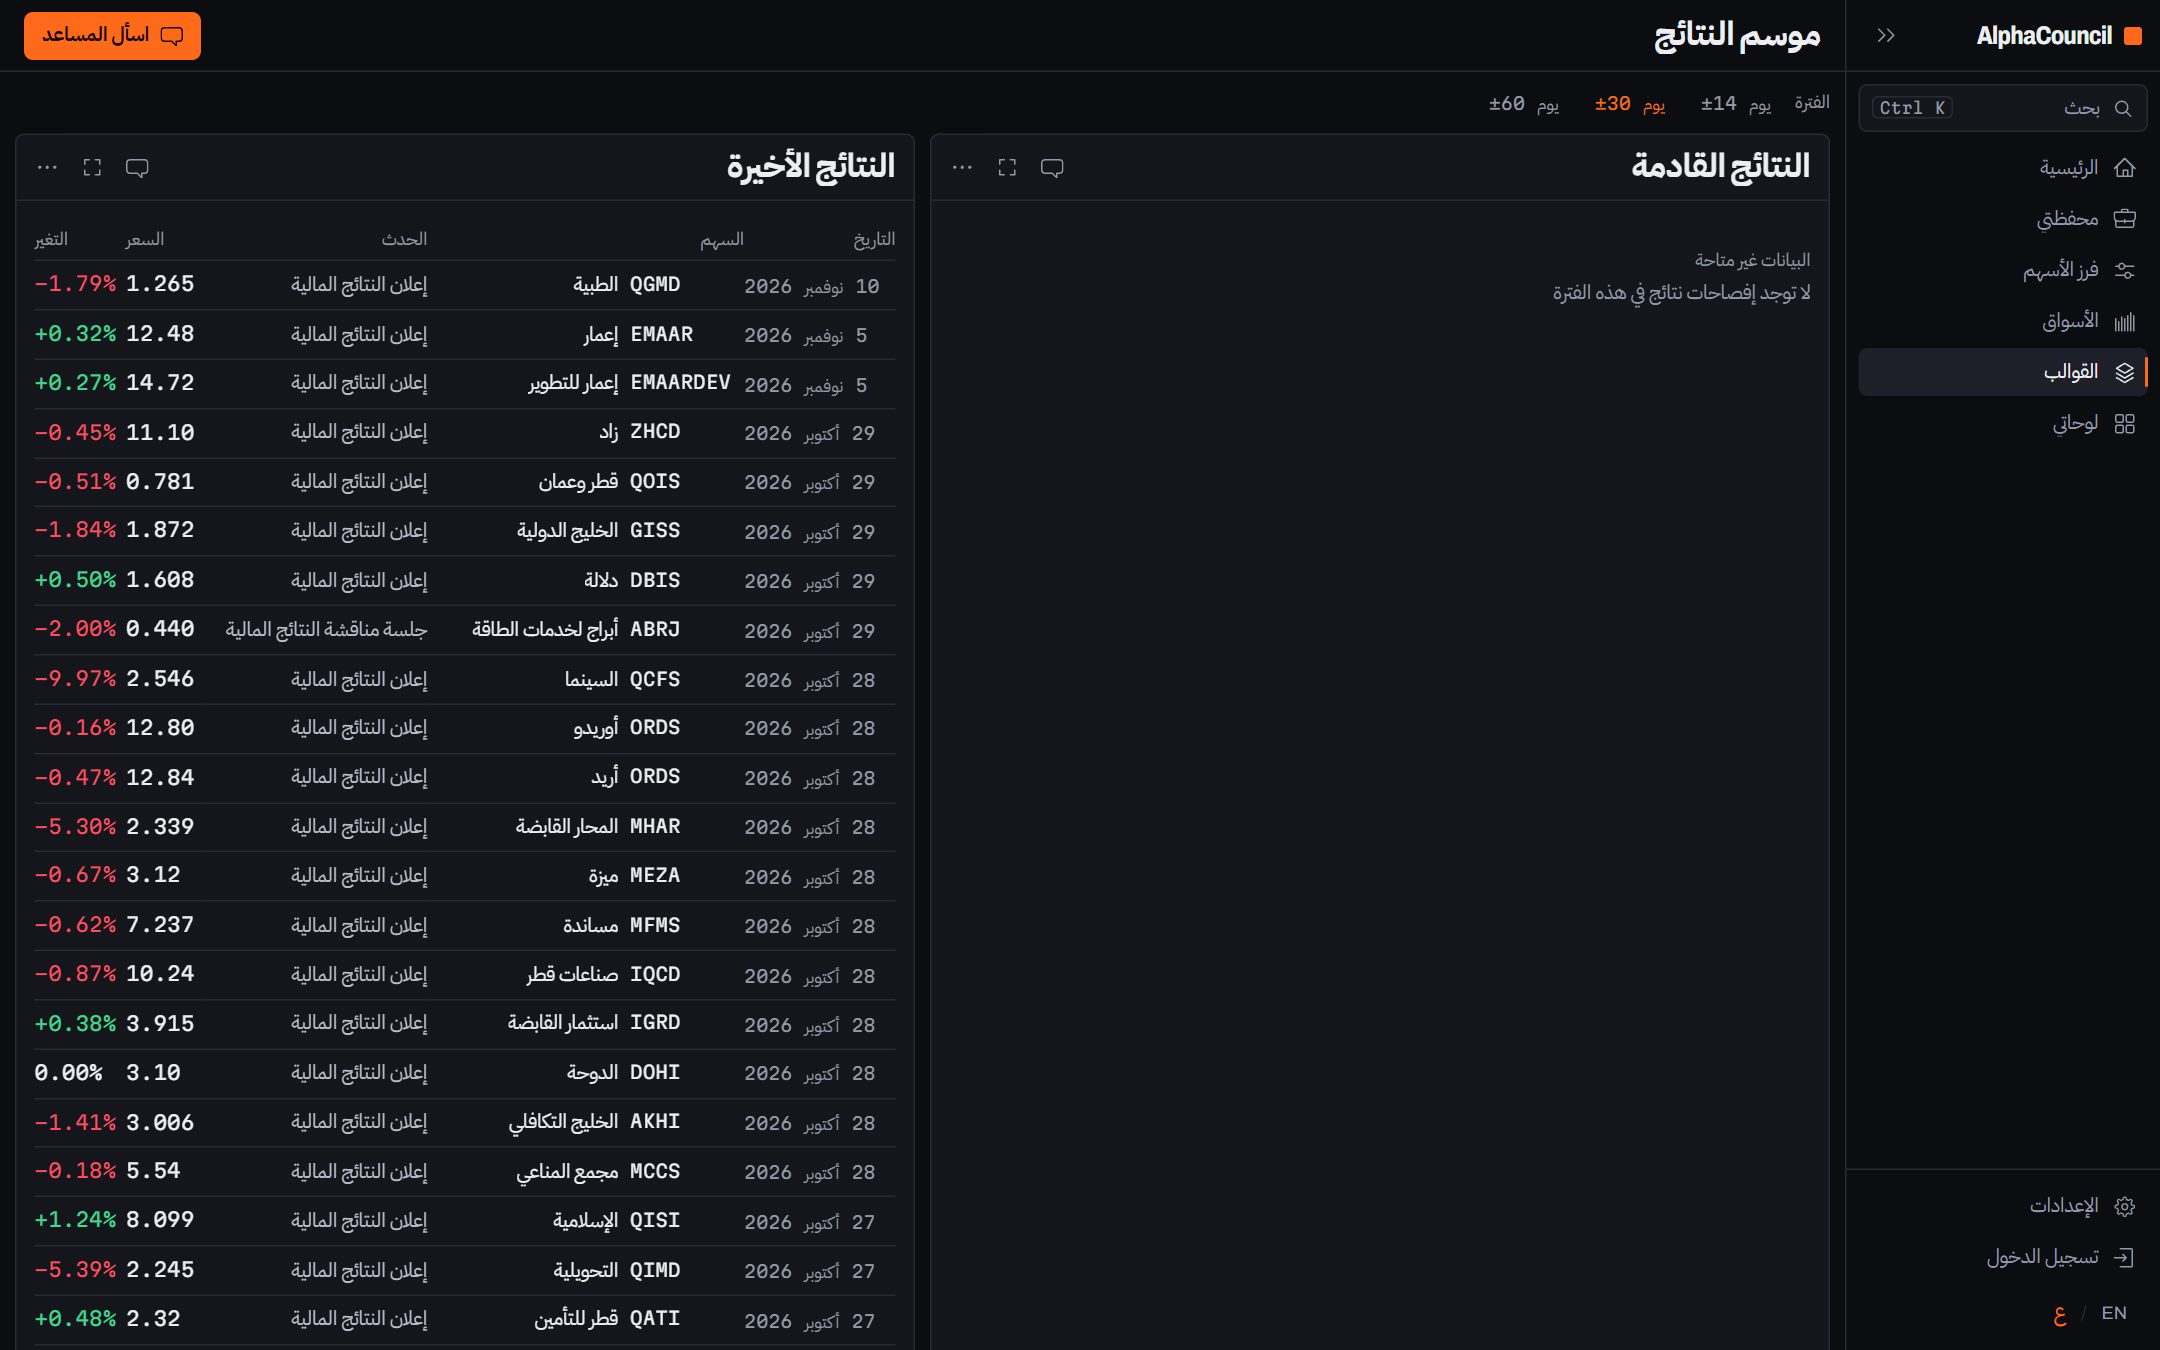 AlphaCouncil
بحث Ctrl K
الرئيسية
محفظتي
فرز الأسهم
الأسواق
القوالب
لوحاتي
الإعدادات
تسجيل الدخول
EN / ع
موسم النتائج
اسأل المساعد
الفترة ±14 يوم ±30 يوم ±60 يوم
النتائج القادمة
البيانات غير متاحة
لا توجد إفصاحات نتائج في هذه الفترة
النتائج الأخيرة
التاريخ السهم الحدث السعر التغير
10 نوفمبر 2026 QGMD الطبية إعلان النتائج المالية 1.265 −1.79%
5 نوفمبر 2026 EMAAR إعمار إعلان النتائج المالية 12.48 +0.32%
5 نوفمبر 2026 EMAARDEV إعمار للتطوير إعلان النتائج المالية 14.72 +0.27%
29 أكتوبر 2026 ZHCD زاد إعلان النتائج المالية 11.10 −0.45%
29 أكتوبر 2026 QOIS قطر وعمان إعلان النتائج المالية 0.781 −0.51%
29 أكتوبر 2026 GISS الخليج الدولية إعلان النتائج المالية 1.872 −1.84%
29 أكتوبر 2026 DBIS دلالة إعلان النتائج المالية 1.608 +0.50%
29 أكتوبر 2026 ABRJ أبراج لخدمات الطاقة جلسة مناقشة النتائج المالية 0.440 −2.00%
28 أكتوبر 2026 QCFS السينما إعلان النتائج المالية 2.546 −9.97%
28 أكتوبر 2026 ORDS أوريدو إعلان النتائج المالية 12.80 −0.16%
28 أكتوبر 2026 ORDS أريد إعلان النتائج المالية 12.84 −0.47%
28 أكتوبر 2026 MHAR المحار القابضة إعلان النتائج المالية 2.339 −5.30%
28 أكتوبر 2026 MEZA ميزة إعلان النتائج المالية 3.12 −0.67%
28 أكتوبر 2026 MFMS مساندة إعلان النتائج المالية 7.237 −0.62%
28 أكتوبر 2026 IQCD صناعات قطر إعلان النتائج المالية 10.24 −0.87%
28 أكتوبر 2026 IGRD استثمار القابضة إعلان النتائج المالية 3.915 +0.38%
28 أكتوبر 2026 DOHI الدوحة إعلان النتائج المالية 3.10 0.00%
28 أكتوبر 2026 AKHI الخليج التكافلي إعلان النتائج المالية 3.006 −1.41%
28 أكتوبر 2026 MCCS مجمع المناعي إعلان النتائج المالية 5.54 −0.18%
27 أكتوبر 2026 QISI الإسلامية إعلان النتائج المالية 8.099 +1.24%
27 أكتوبر 2026 QIMD التحويلية إعلان النتائج المالية 2.245 −5.39%
27 أكتوبر 2026 QATI قطر للتأمين إعلان النتائج المالية 2.32 +0.48%